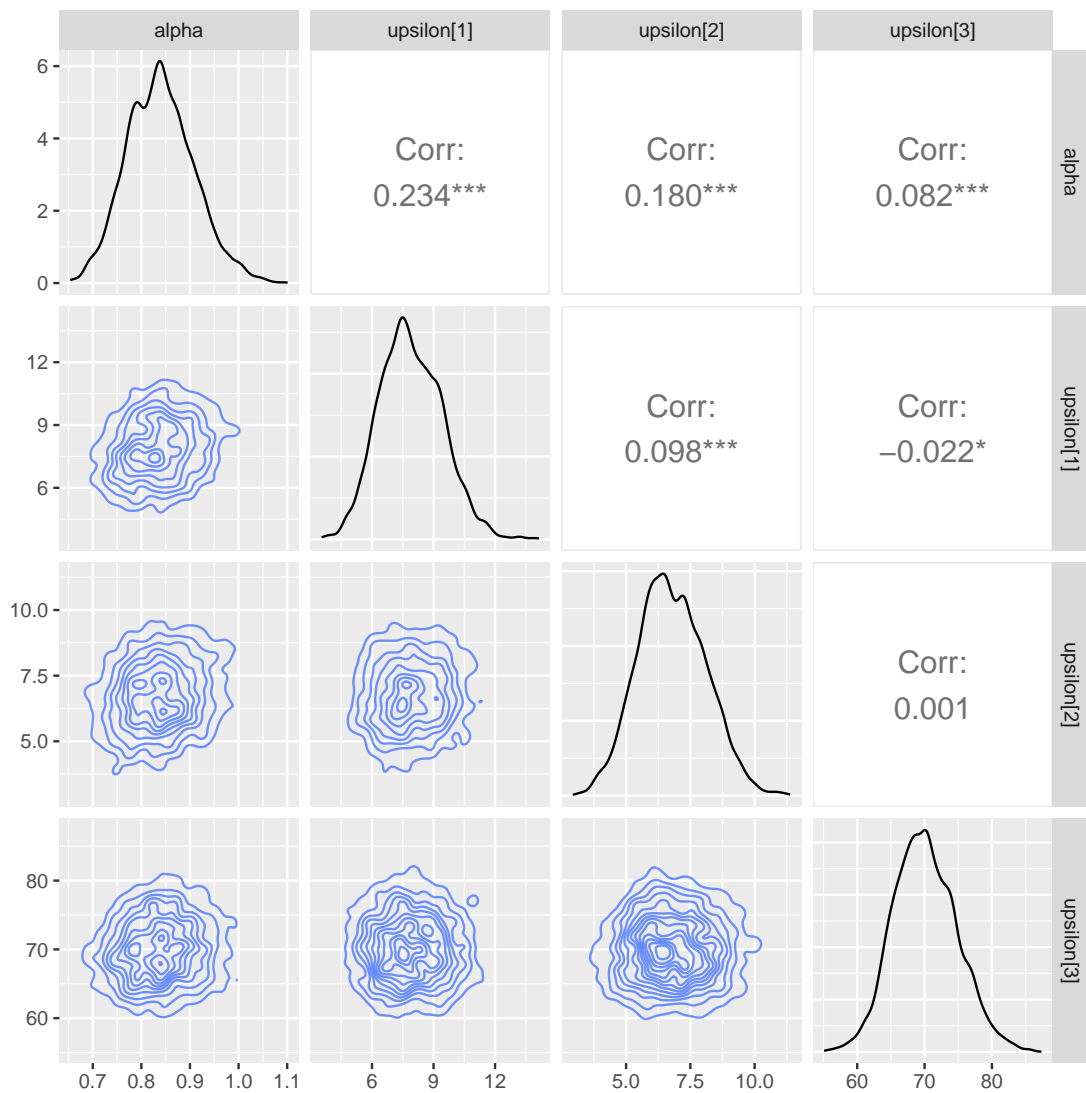 alpha
upsilon[1]
upsilon[2]
upsilon[3]
6
4
2
0
Corr:
0.234***
Corr:
0.180***
Corr:
0.082***
alpha
12
9
6
Corr:
0.098***
Corr:
−0.022*
upsilon[1]
10.0
7.5
5.0
Corr:
0.001
upsilon[2]
80
70
60
upsilon[3]
0.7 0.8 0.9 1.0 1.1
6 9 12
5.0 7.5 10.0
60 70 80